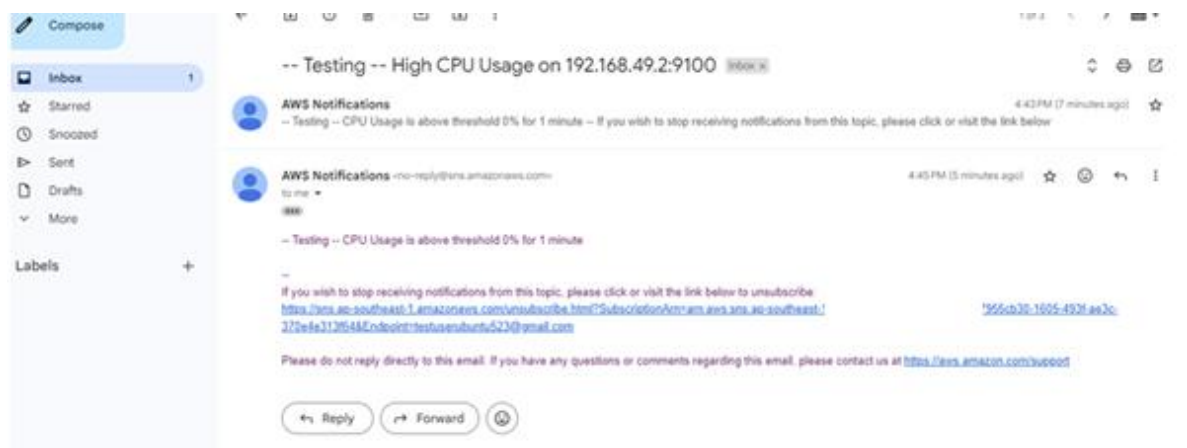 Compose
1 of 3
-- Testing -- High CPU Usage on 192.168.49.2:9100 Inbox x
Inbox 1
AWS Notifications 4:43 PM (7 minutes ago)
Starred
-- Testing -- CPU Usage is above threshold 0% for 1 minute -- If you wish to stop receiving notifications from this topic, please click or visit the link below
Snoozed
Sent
AWS Notifications <no-reply@sns.amazonaws.com> 4:45 PM (5 minutes ago)
Drafts
to me
More
-- Testing -- CPU Usage is above threshold 0% for 1 minute
Labels +
--
If you wish to stop receiving notifications from this topic, please click or visit the link below to unsubscribe
https://sns.ap-southeast-1.amazonaws.com/unsubscribe.html?SubscriptionArn=arn:aws:sns:ap-southeast-
Endpoint=testuserubuntu523@gmail.com
Please do not reply directly to this email. If you have any questions or comments regarding this email, please contact us at https://aws.amazon.com/support
Reply Forward